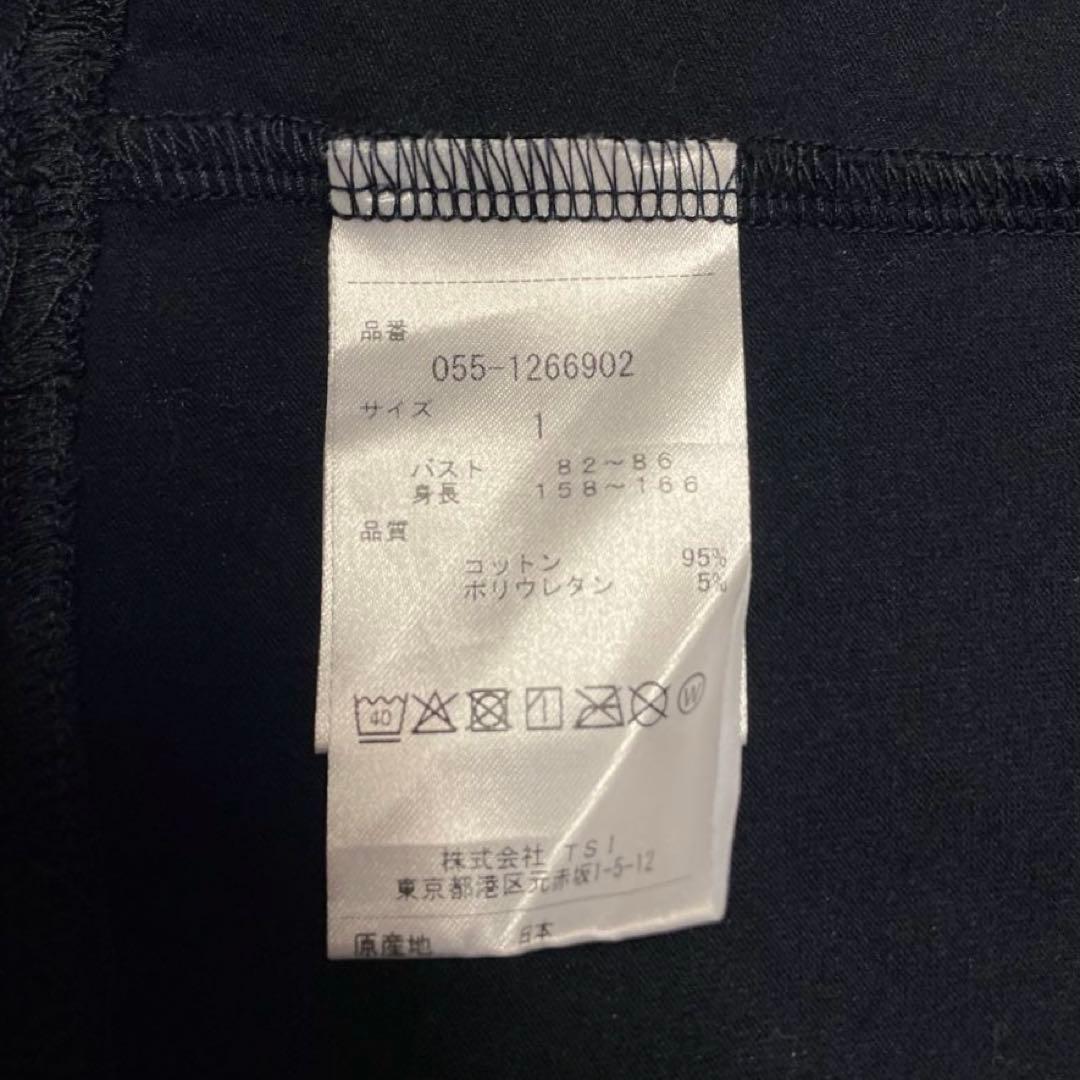 品番
055-1266902
サイズ
1
バスト 82～86
身長 158～166
品質
コットン 95%
ポリウレタン 5%
40 W
株式会社 TSI
東京都港区元赤坂1-5-12
原産地 日本